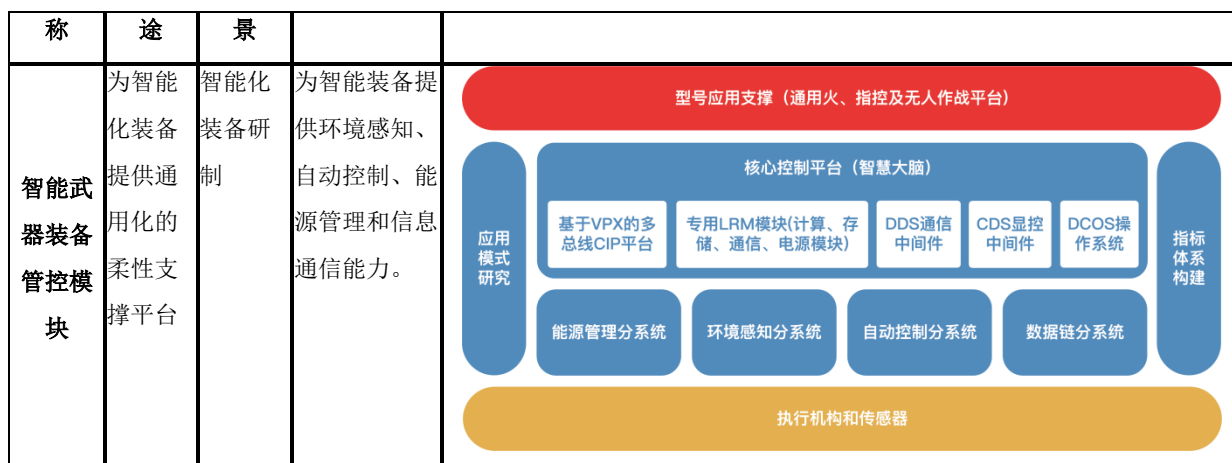 称
途
景
智能武
器装备
管控模
块
为智能
化装备
提供通
用化的
柔性支
撑平台
智能化
装备研
制
为智能装备提
供环境感知、
自动控制、能
源管理和信息
通信能力。
型号应用支撑（通用火、指控及无人作战平台）
应用
模式
研究
核心控制平台（智慧大脑）
基于VPX的多
总线CIP平台
专用LRM模块(计算、存
储、通信、电源模块)
DDS通信
中间件
CDS显控
中间件
DCOS操
作系统
能源管理分系统
环境感知分系统
自动控制分系统
数据链分系统
指标
体系
构建
执行机构和传感器